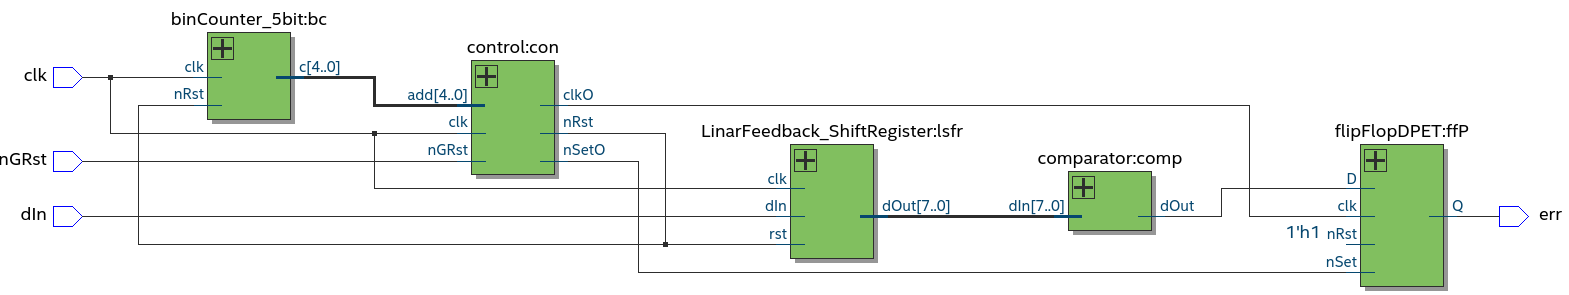 binCounter_5bit:bc
clk
nRst
c[4..0]
control:con
add[4..0]
clk
nGRst
clkO
nRst
nSetO
LinarFeedback_ShiftRegister:lsfr
clk
dIn
rst
dOut[7..0]
comparator:comp
dIn[7..0]
dOut
flipFlopDPET:ffP
D
clk
1'h1 nRst
nSet
Q
clk
nGRst
dIn
err